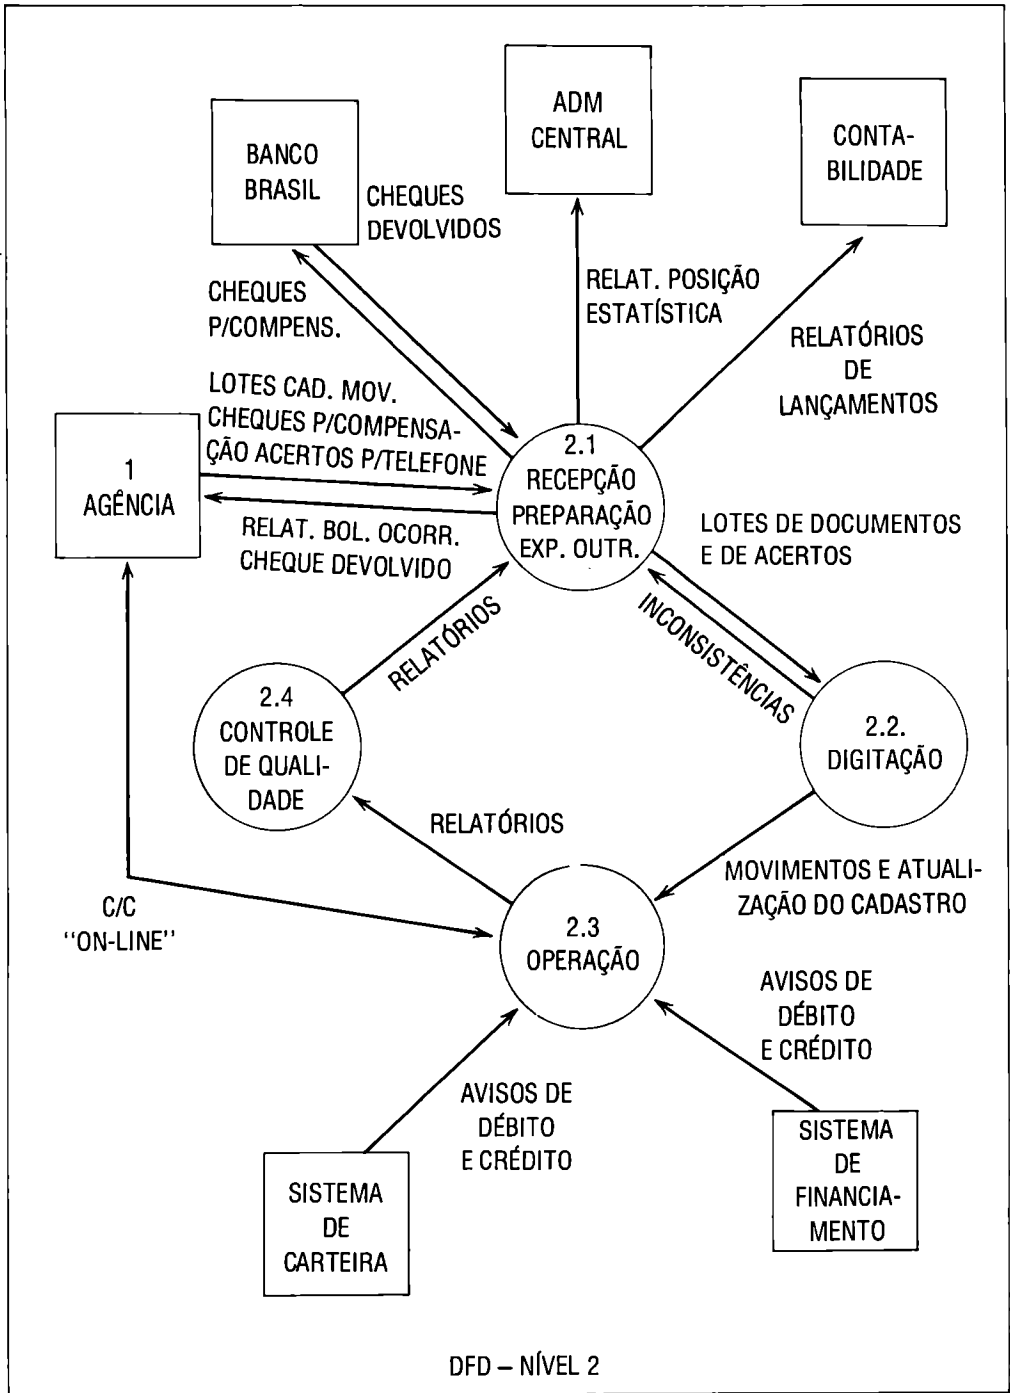 ADM
CENTRAL
CONTA-
BILIDADE
BANCO
BRASIL
CHEQUES
DEVOLVIDOS
CHEQUES
P/COMPENS.
RELAT. POSIÇÃO
ESTATÍSTICA
RELATÓRIOS
DE
LANÇAMENTOS
LOTES CAD. MOV.
CHEQUES P/COMPENSA-
ÇÃO ACERTOS P/TELEFONE
1
AGÊNCIA
2.1
RECEPÇÃO
PREPARAÇÃO
EXP. OUTR.
RELAT. BOL. OCORR.
CHEQUE DEVOLVIDO
LOTES DE DOCUMENTOS
E DE ACERTOS
RELATÓRIOS
INCONSISTÊNCIAS
2.4
CONTROLE
DE QUALI-
DADE
2.2.
DIGITAÇÃO
RELATÓRIOS
MOVIMENTOS E ATUALI-
ZAÇÃO DO CADASTRO
C/C
"ON-LINE"
2.3
OPERAÇÃO
AVISOS DE
DÉBITO
E CRÉDITO
AVISOS DE
DÉBITO
E CRÉDITO
SISTEMA
DE
CARTEIRA
SISTEMA
DE
FINANCIA-
MENTO
DFD – NÍVEL 2